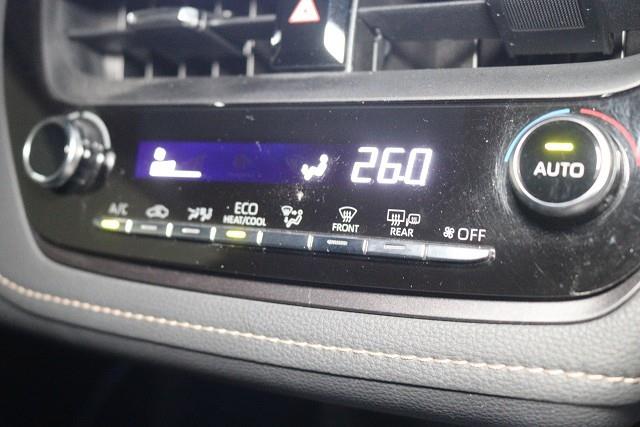 26.0
AUTO
A/C
ECO
HEAT/COOL
FRONT
REAR
OFF